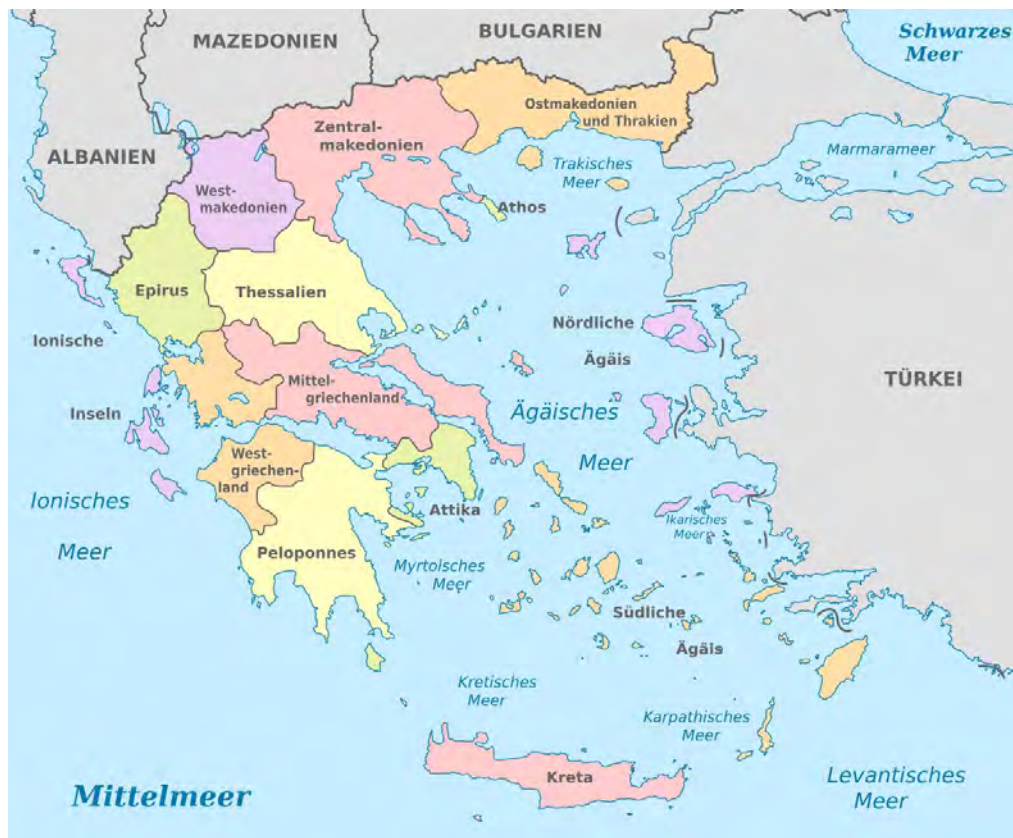 BULGARIEN
Schwarzes
Meer
MAZEDONIEN
Ostmakedonien
und Thrakien
Zentral-
makedonien
ALBANIEN
Marmarameer
Trakisches
Meer
West-
makedonien
Athos
Epirus
Thessalien
Nördliche
Ionische
Ägäis
TÜRKEI
Mittel-
griechenland
Ägäisches
Inseln
West-
griechen-
land
Meer
Ionisches
Attika
Ikarisches
Meer
Meer
Peloponnes
Myrtolsches
Meer
Südliche
Ägäis
Kretisches
Meer
Karpathisches
Meer
Kreta
Levantisches
Meer
Mittelmeer